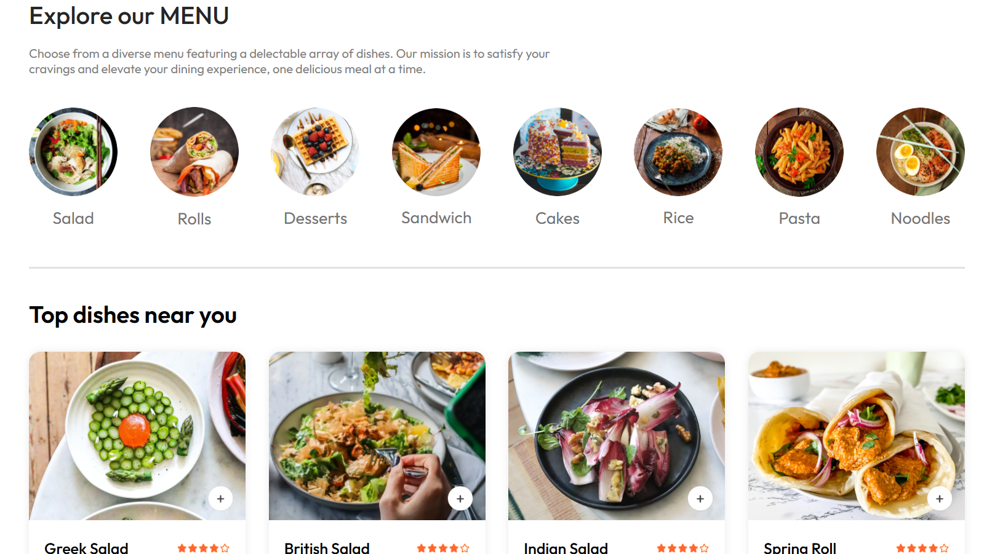 Explore our MENU
Choose from a diverse menu featuring a delectable array of dishes. Our mission is to satisfy your
cravings and elevate your dining experience, one delicious meal at a time.
Salad
Rolls
Desserts
Sandwich
Cakes
Rice
Pasta
Noodles
Top dishes near you
+
+
+
+
Greek Salad
British Salad
Indian Salad
Spring Roll